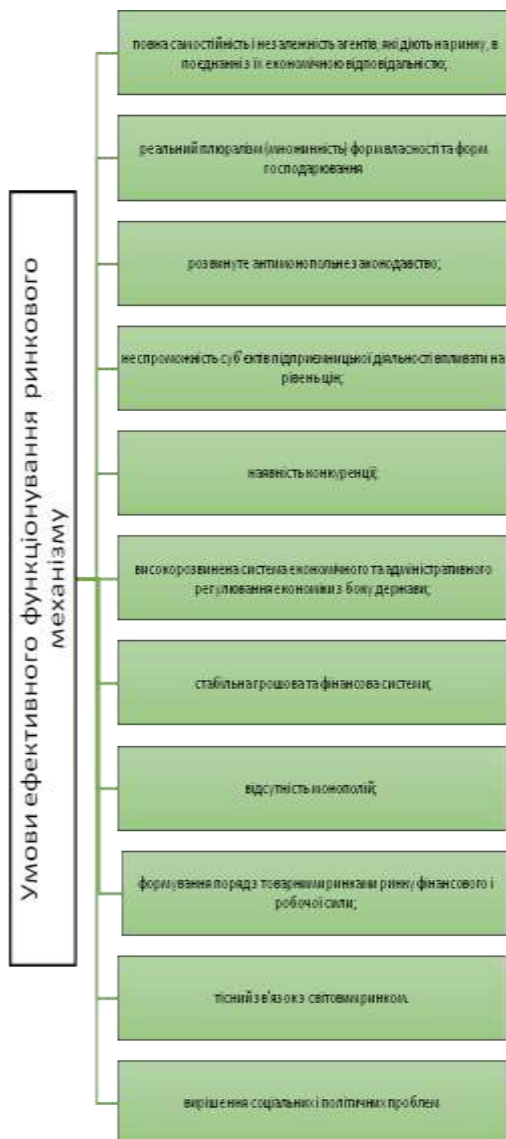 Умови ефективного функціонування ринкового
механізму
повна самостійність і незалежність агентів, які діють на ринку, в
поєднанні з їх економічною відповідальністю;
реальний плюралізм (множинність) форм власності та форм
господарювання
розвинуте антимонопольне законодавство;
неспроможність суб'єктів підприємницької діяльності впливати на
рівень цін;
наявність конкуренції;
високорозвинена система економічного та адміністративного
регулювання економіки з боку держави;
стабільна грошова та фінансова системи;
відсутність монополій;
формування поряд з товарними ринками ринку фінансового і
робочої сили;
тісний зв'язок з світовим ринком.
вирішення соціальних і політичних проблем